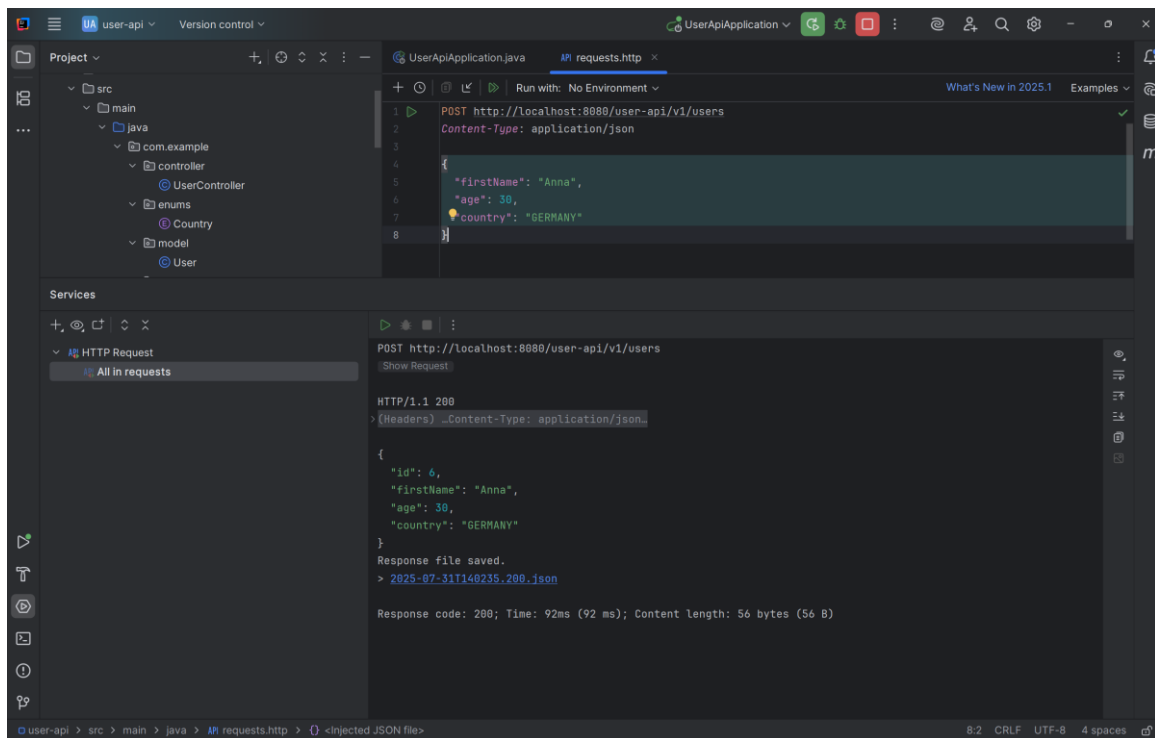 UA user-api Version control UserApiApplication
Project UserApiApplication.java API requests.http
Run with: No Environment What's New in 2025.1 Examples
src
main
java
com.example
controller
UserController
enums
Country
model
User
1 POST http://localhost:8080/user-api/v1/users
2 Content-Type: application/json
3
4 {
5 "firstName": "Anna",
6 "age": 30,
7 "country": "GERMANY"
8 }
Services
HTTP Request
All in requests
POST http://localhost:8080/user-api/v1/users
Show Request
HTTP/1.1 200
> (Headers) …Content-Type: application/json…
{
"id": 6,
"firstName": "Anna",
"age": 30,
"country": "GERMANY"
}
Response file saved.
> 2025-07-31T140235.200.json
Response code: 200; Time: 92ms (92 ms); Content length: 56 bytes (56 B)
user-api > src > main > java > API requests.http > {} <Injected JSON file> 8:2 CRLF UTF-8 4 spaces